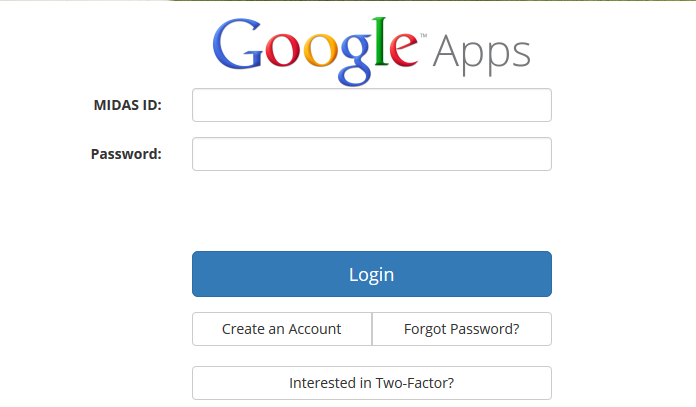 Google™ Apps
MIDAS ID:
Password:
Login
Create an Account
Forgot Password?
Interested in Two-Factor?